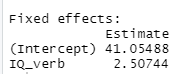 Fixed effects:
Estimate
(Intercept) 41.05488
IQ_verb 2.50744